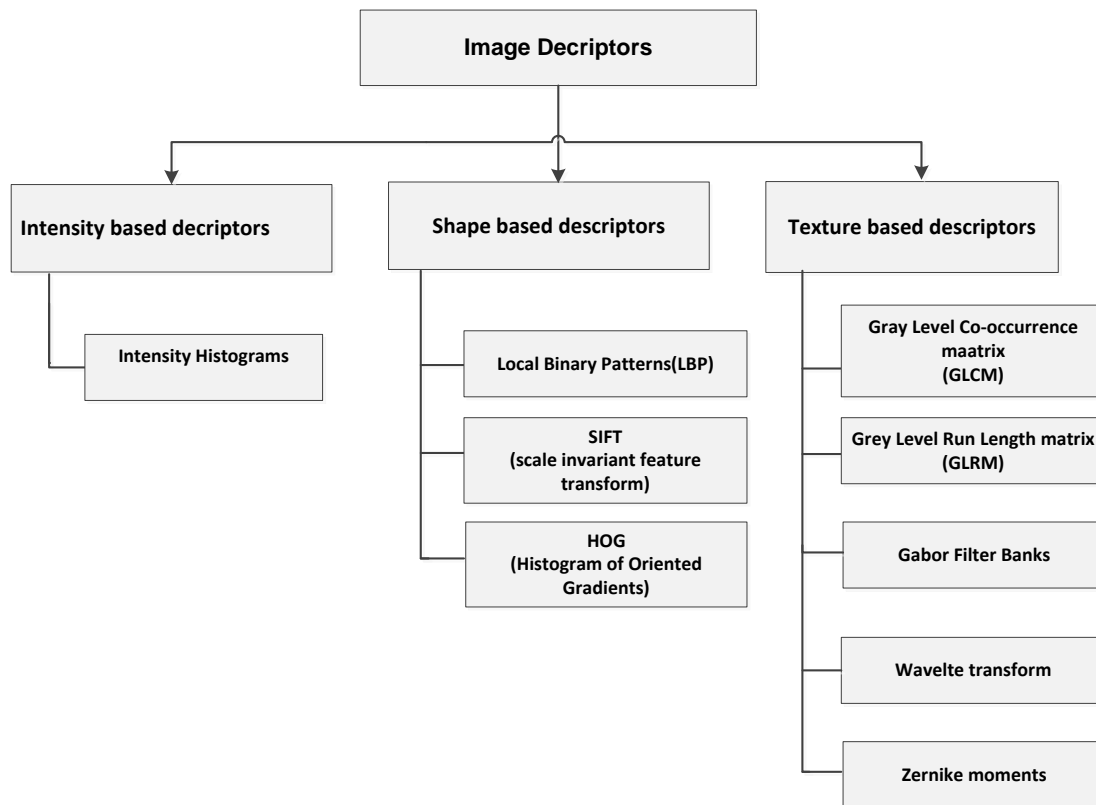 Image Decriptors
Intensity based decriptors
Intensity Histograms
Shape based descriptors
Local Binary Patterns(LBP)
SIFT
(scale invariant feature
transform)
HOG
(Histogram of Oriented
Gradients)
Texture based descriptors
Gray Level Co-occurrence
maatrix
(GLCM)
Grey Level Run Length matrix
(GLRM)
Gabor Filter Banks
Wavelte transform
Zernike moments